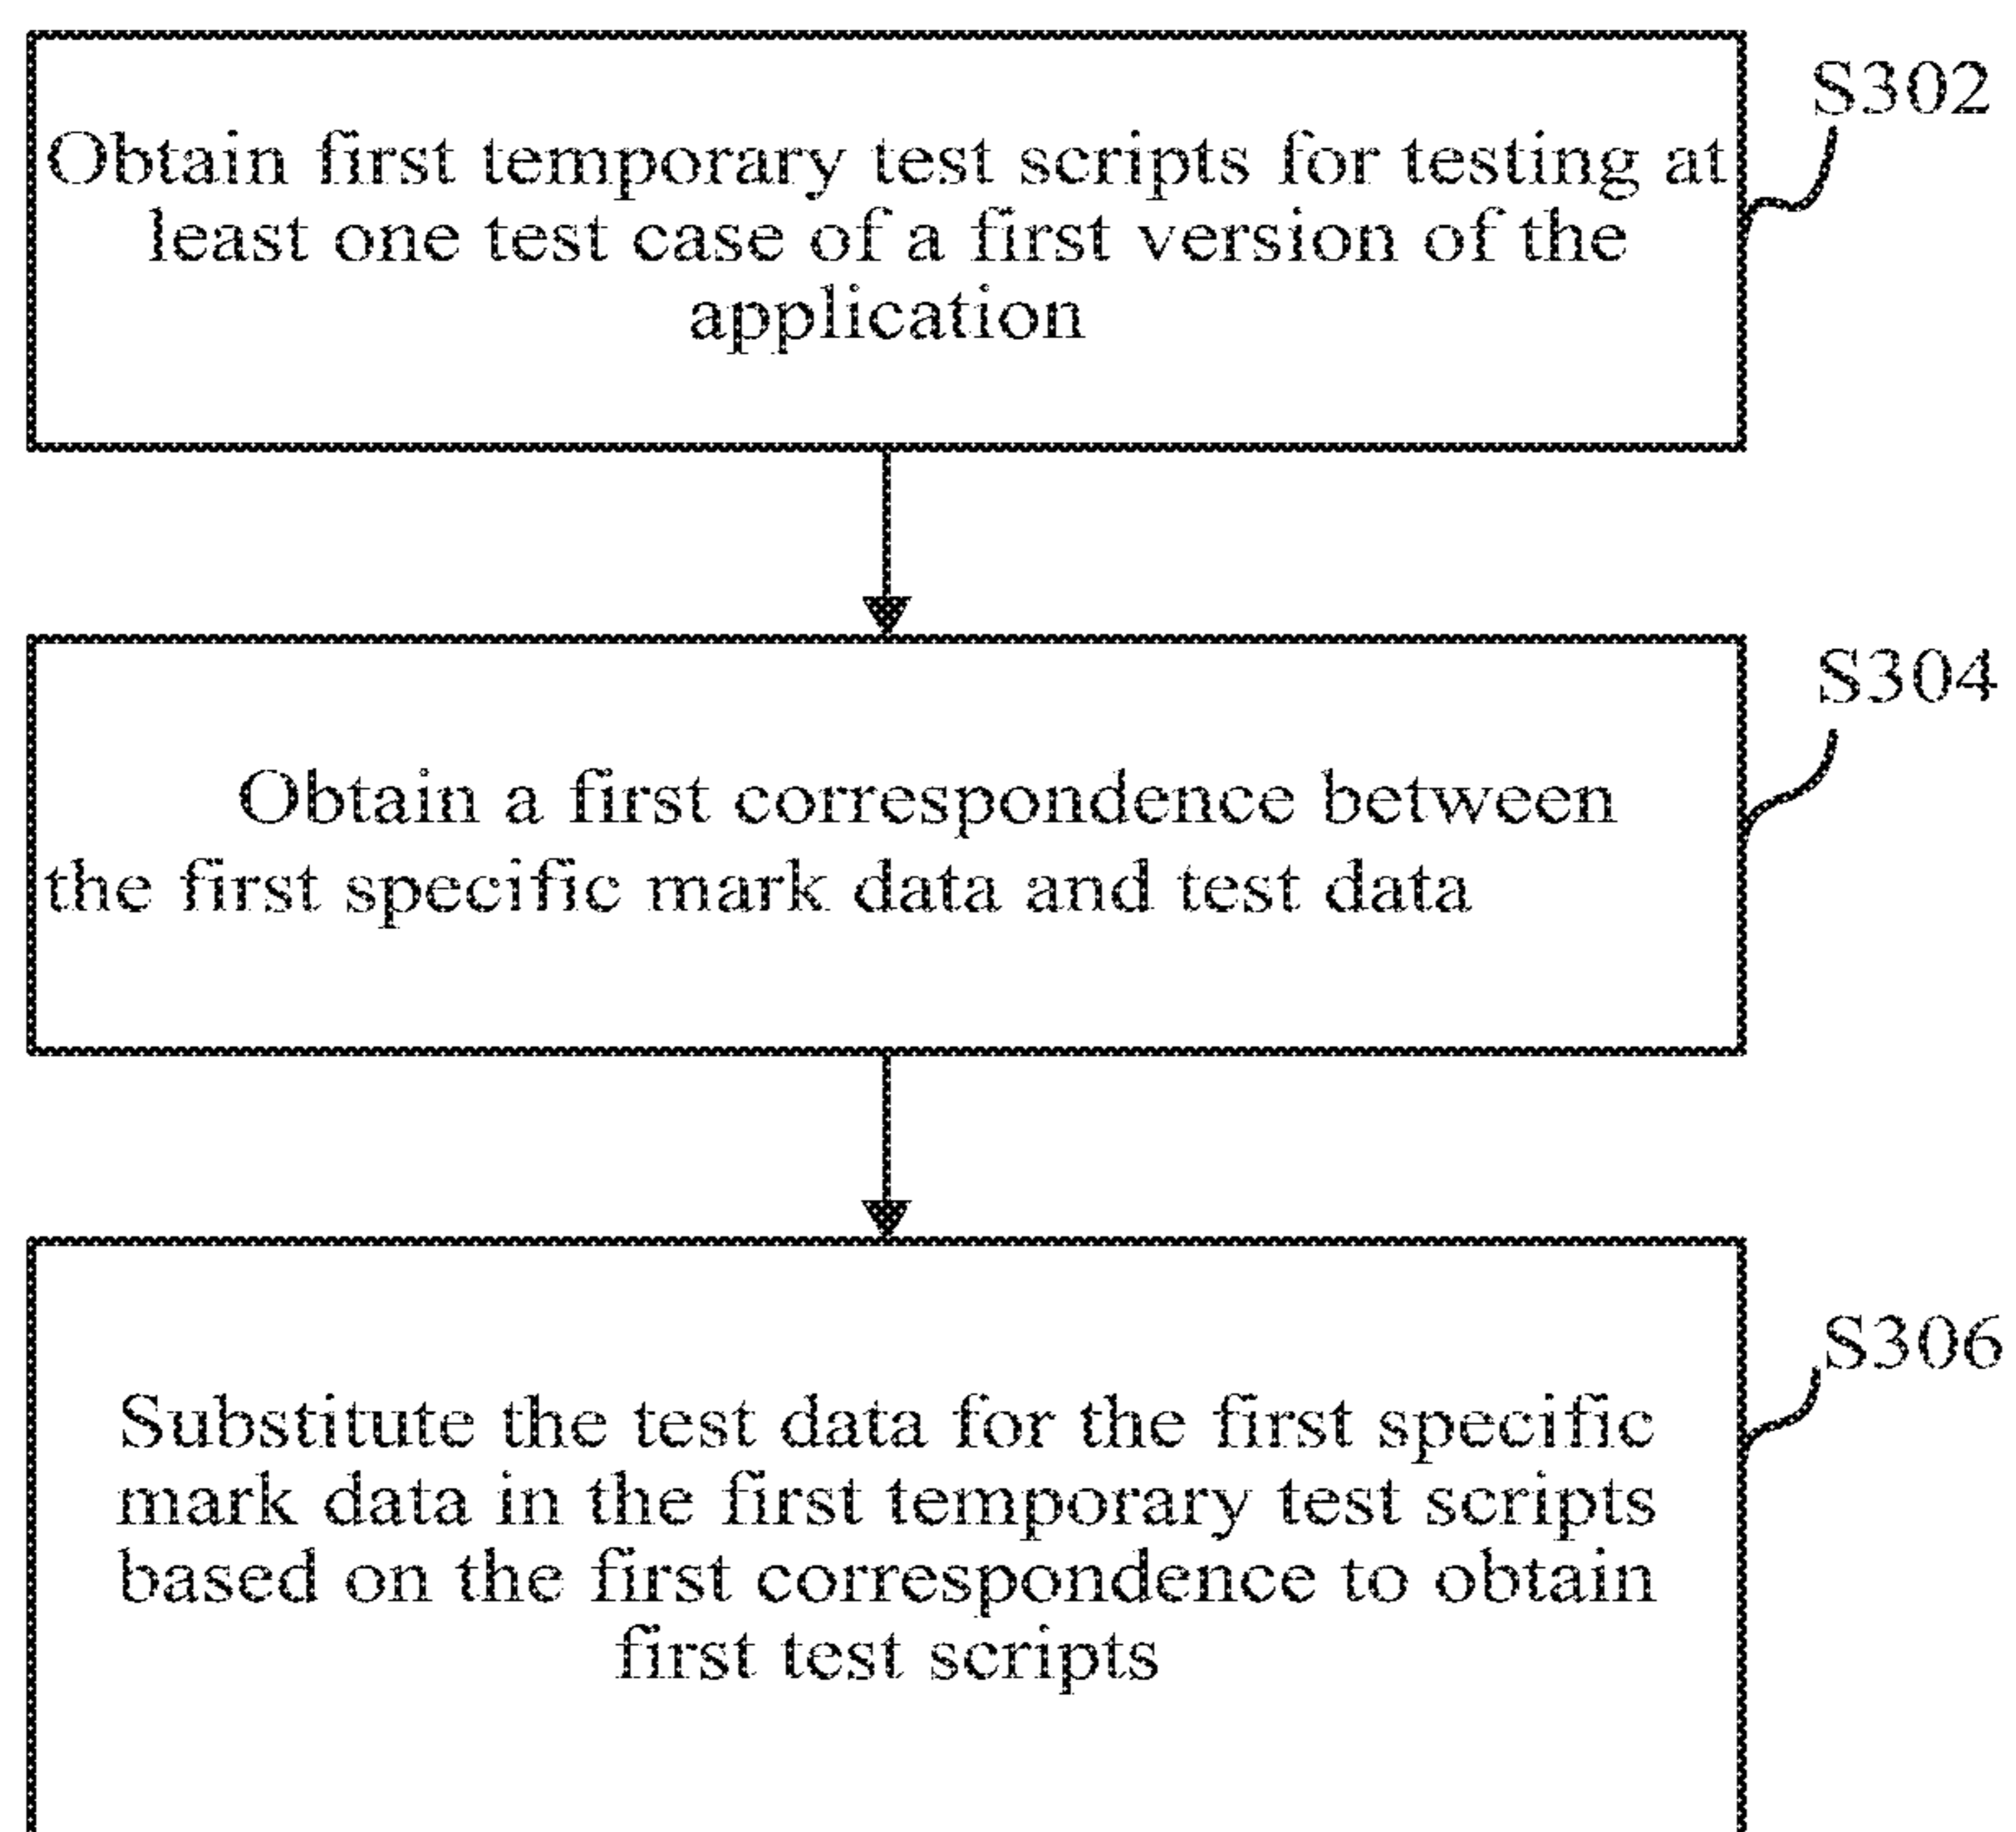 Obtain first temporary test scripts for testing at
least one test case of a first version of the
application
S302
Obtain a first correspondence between
the first specific mark data and test data
S304
Substitute the test data for the first specific
mark data in the first temporary test scripts
based on the first correspondence to obtain
first test scripts
S306